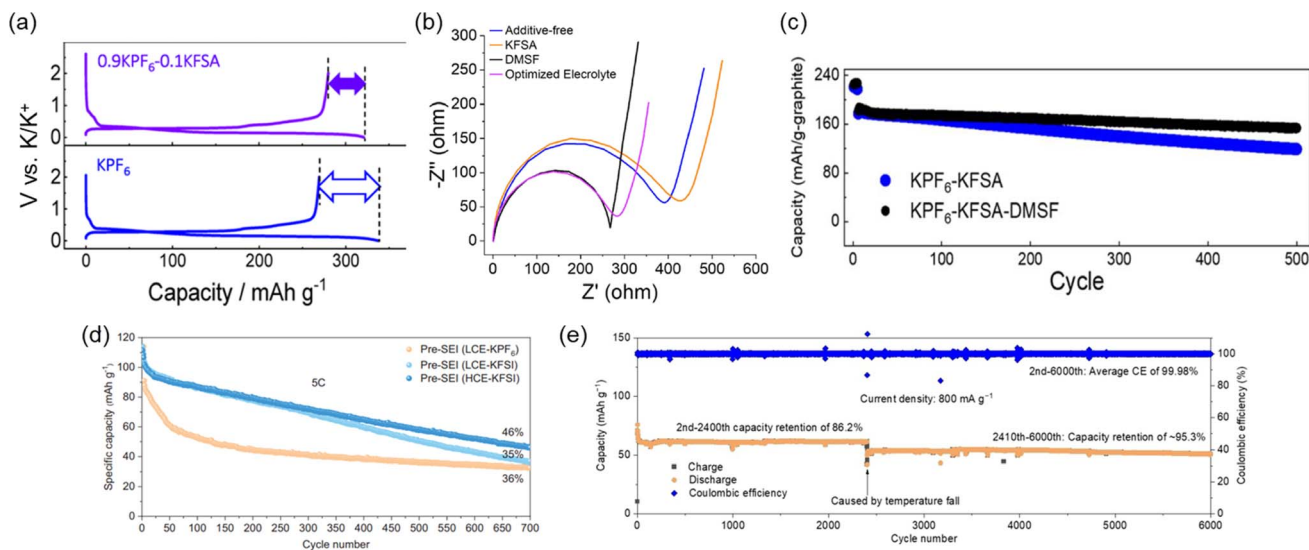 (a)
0.9KPF6-0.1KFSA
KPF6
V vs. K/K+
2
1
0
2
1
0
0 100 200 300
Capacity / mAh g-1
(b)
Additive-free
KFSA
DMSF
Optimized Elecrolyte
-Z'' (ohm)
300
250
200
150
100
50
0
0 100 200 300 400 500 600
Z' (ohm)
(c)
Capacity (mAh/g-graphite)
240
160
80
0
KPF6-KFSA
KPF6-KFSA-DMSF
0 100 200 300 400 500
Cycle
(d)
Specific capacity (mAh g-1)
120
100
80
60
40
20
0
Pre-SEI (LCE-KPF6)
Pre-SEI (LCE-KFSI)
Pre-SEI (HCE-KFSI)
5C
46%
35%
36%
0 50 100 150 200 250 300 350 400 450 500 550 600 650 700
Cycle number
(e)
Capacity (mAh g-1)
150
100
50
0
2nd-6000th: Average CE of 99.98%
Current density: 800 mA g-1
2nd-2400th capacity retention of 86.2%
2410th-6000th: Capacity retention of ~95.3%
Charge
Discharge
Coulombic efficiency
Caused by temperature fall
100
80
60
40
20
0
Coulombic efficiency (%)
0 1000 2000 3000 4000 5000 6000
Cycle number